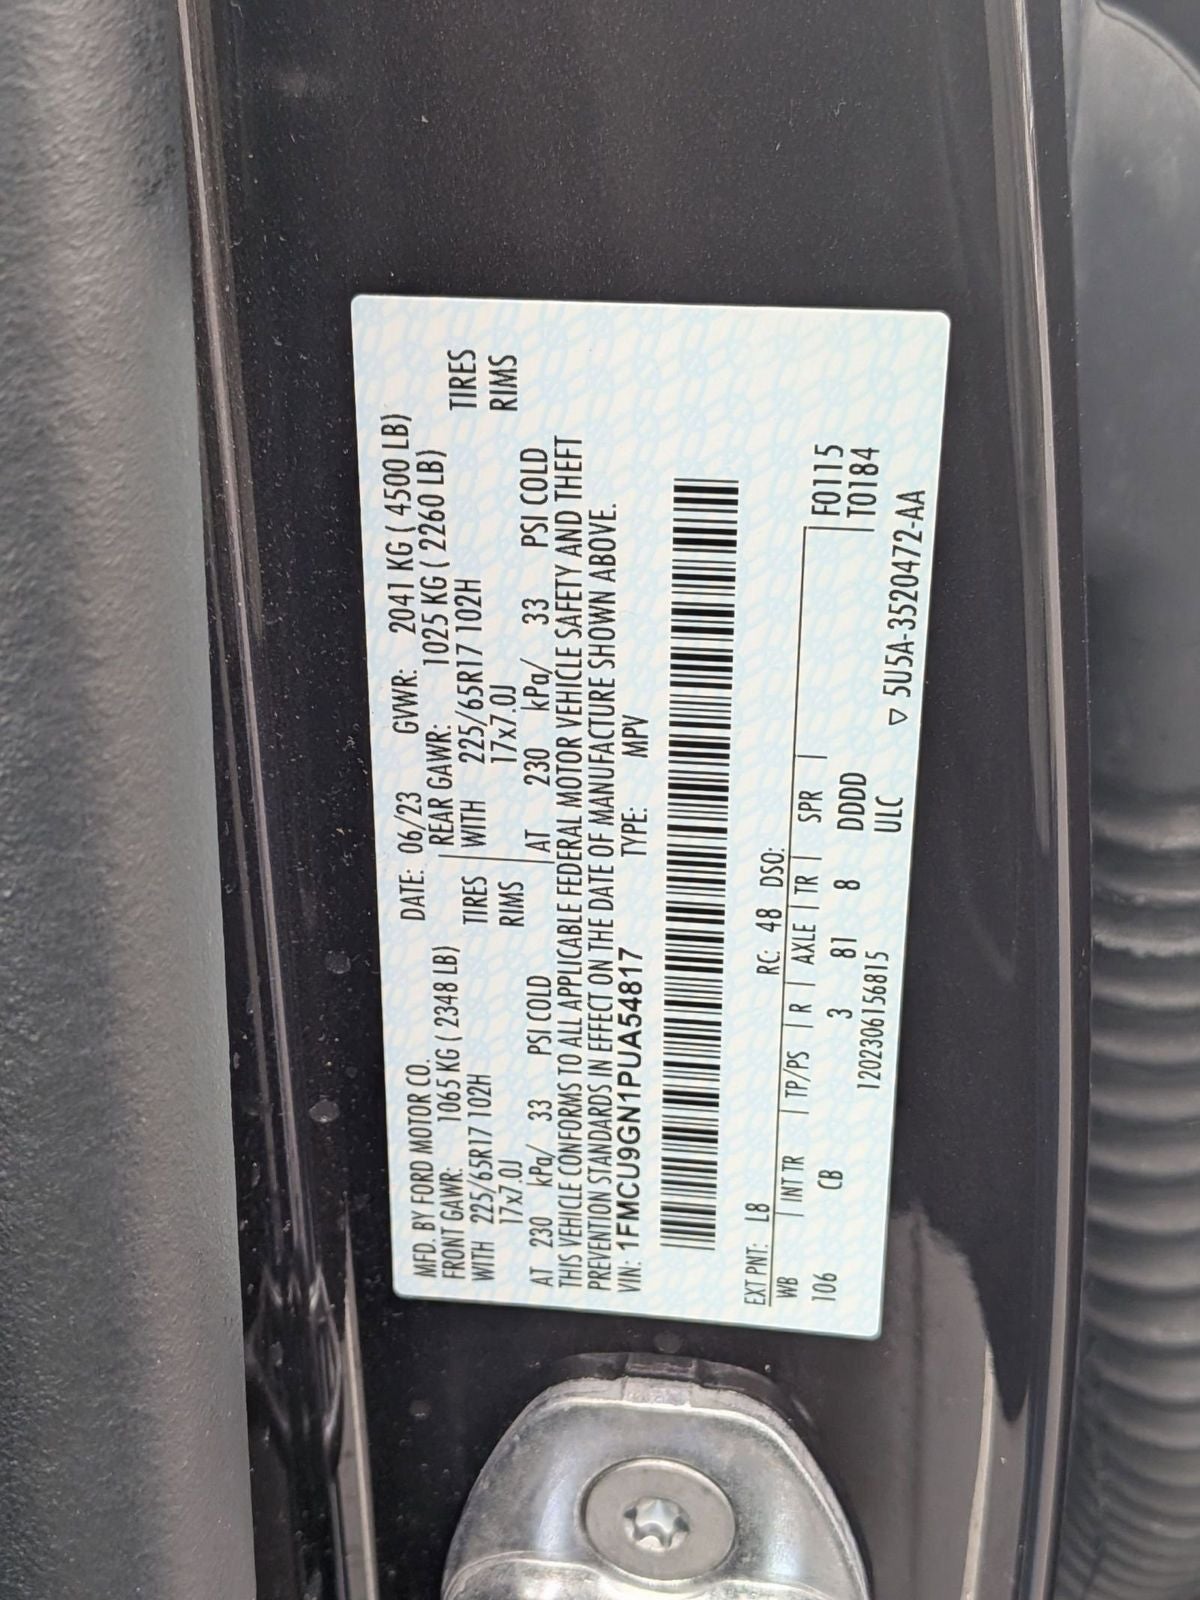 MFD. BY FORD MOTOR CO. DATE: 06/23 GVWR: 2041 KG ( 4500 LB)
FRONT GAWR: 1065 KG ( 2348 LB) REAR GAWR: 1025 KG ( 2260 LB)
WITH 225/65R17 102H TIRES WITH 225/65R17 102H TIRES
17x7.0J RIMS 17x7.0J RIMS
AT 230 kPa/ 33 PSI COLD AT 230 kPa/ 33 PSI COLD
THIS VEHICLE CONFORMS TO ALL APPLICABLE FEDERAL MOTOR VEHICLE SAFETY AND THEFT
PREVENTION STANDARDS IN EFFECT ON THE DATE OF MANUFACTURE SHOWN ABOVE.
VIN: 1FMCU9GN1PUA54817 TYPE: MPV
EXT PNT: L8 RC: 48 DSO:
WB | INT TR | TP/PS | R | AXLE | TR | SPR | F0115
106 CB 3 81 8 DDDD T0184
1202306156815 ULC ▽ 5U5A-3520472-AA